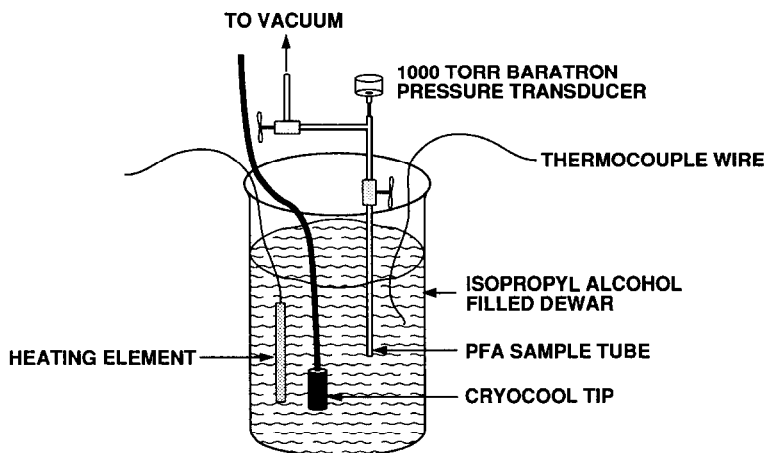 TO VACUUM
1000 TORR BARATRON
PRESSURE TRANSDUCER
THERMOCOUPLE WIRE
ISOPROPYL ALCOHOL
FILLED DEWAR
HEATING ELEMENT
PFA SAMPLE TUBE
CRYOCOOL TIP